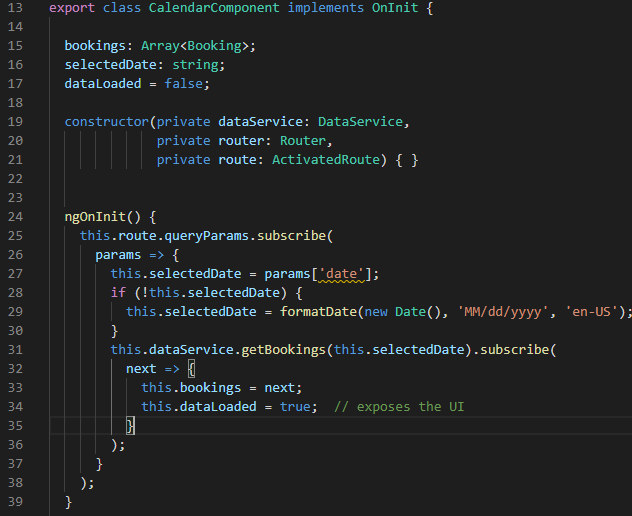 13 export class CalendarComponent implements OnInit {
14
15 bookings: Array<Booking>;
16 selectedDate: string;
17 dataLoaded = false;
18
19 constructor(private dataService: DataService,
20 private router: Router,
21 private route: ActivatedRoute) { }
22
23
24 ngOnInit() {
25 this.route.queryParams.subscribe(
26 params => {
27 this.selectedDate = params['date'];
28 if (!this.selectedDate) {
29 this.selectedDate = formatDate(new Date(), 'MM/dd/yyyy', 'en-US');
30 }
31 this.dataService.getBookings(this.selectedDate).subscribe(
32 next => {
33 this.bookings = next;
34 this.dataLoaded = true;  // exposes the UI
35 }
36 );
37 }
38 );
39 }